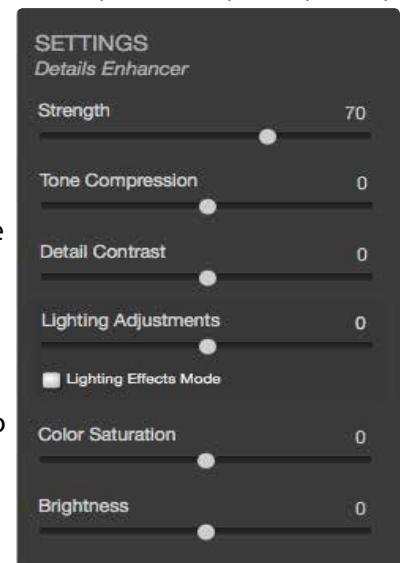 SETTINGS
Details Enhancer
Strength 70
Tone Compression 0
Detail Contrast 0
Lighting Adjustments 0
Lighting Effects Mode
Color Saturation 0
Brightness 0